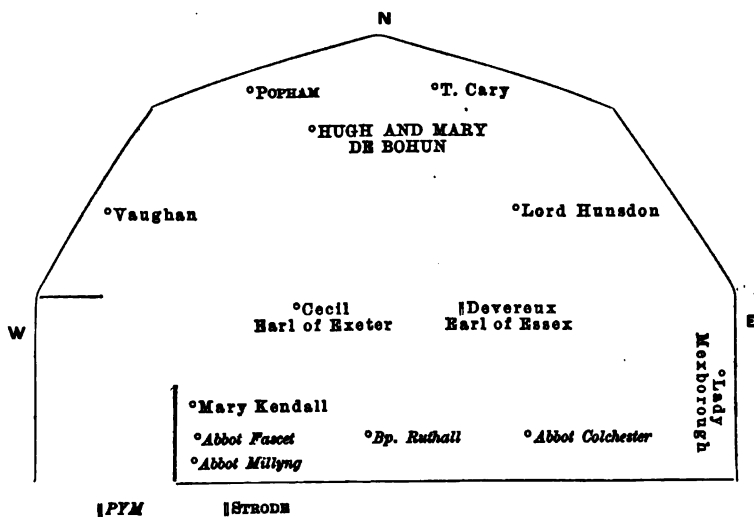 N
°POPHAM
°T. Cary
°HUGH AND MARY
DE BOHUN
°Vaughan
°Lord Hunsdon
W
°Cecil
Earl of Exeter
‖Devereux
Earl of Essex
E
°Lady
Mexborough
°Mary Kendall
°Abbot Fascet
°Bp. Ruthall
°Abbot Colchester
°Abbot Millyng
‖PYM
‖STRODE